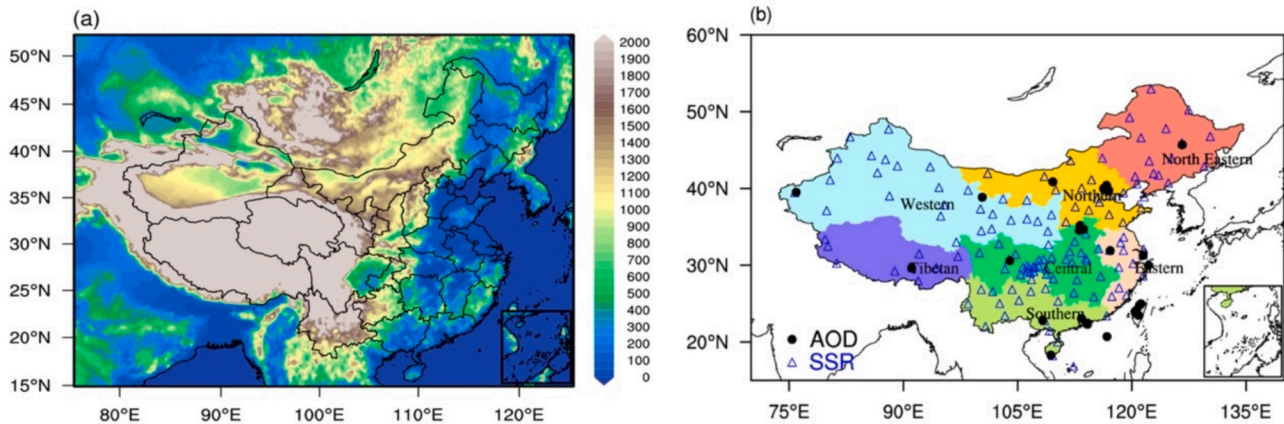 (a)
50°N
45°N
40°N
35°N
30°N
25°N
20°N
15°N
80°E
90°E
100°E
110°E
120°E
2000
1900
1800
1700
1600
1500
1400
1300
1200
1100
1000
900
800
700
600
500
400
300
200
100
0
(b)
60°N
50°N
40°N
30°N
20°N
75°E
90°E
105°E
120°E
135°E
North Eastern
Northern
Western
Tibetan
Central
Eastern
Southern
AOD
SSR